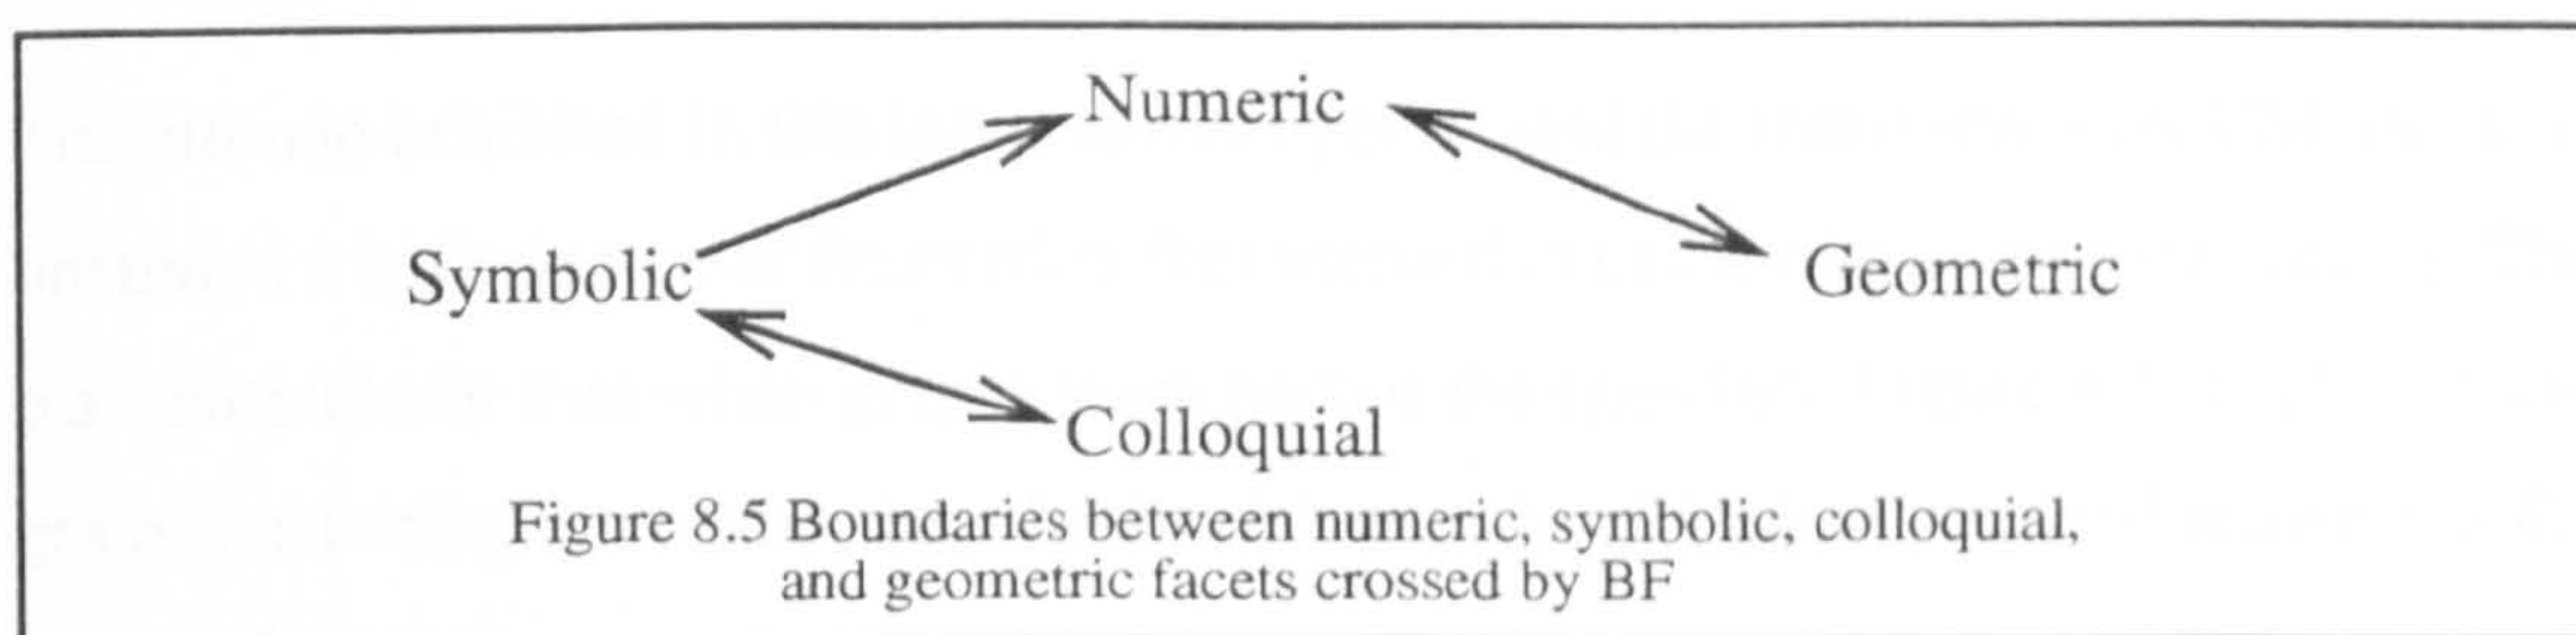 Numeric
Symbolic
Geometric
Colloquial
Figure 8.5 Boundaries between numeric, symbolic, colloquial,
and geometric facets crossed by BF